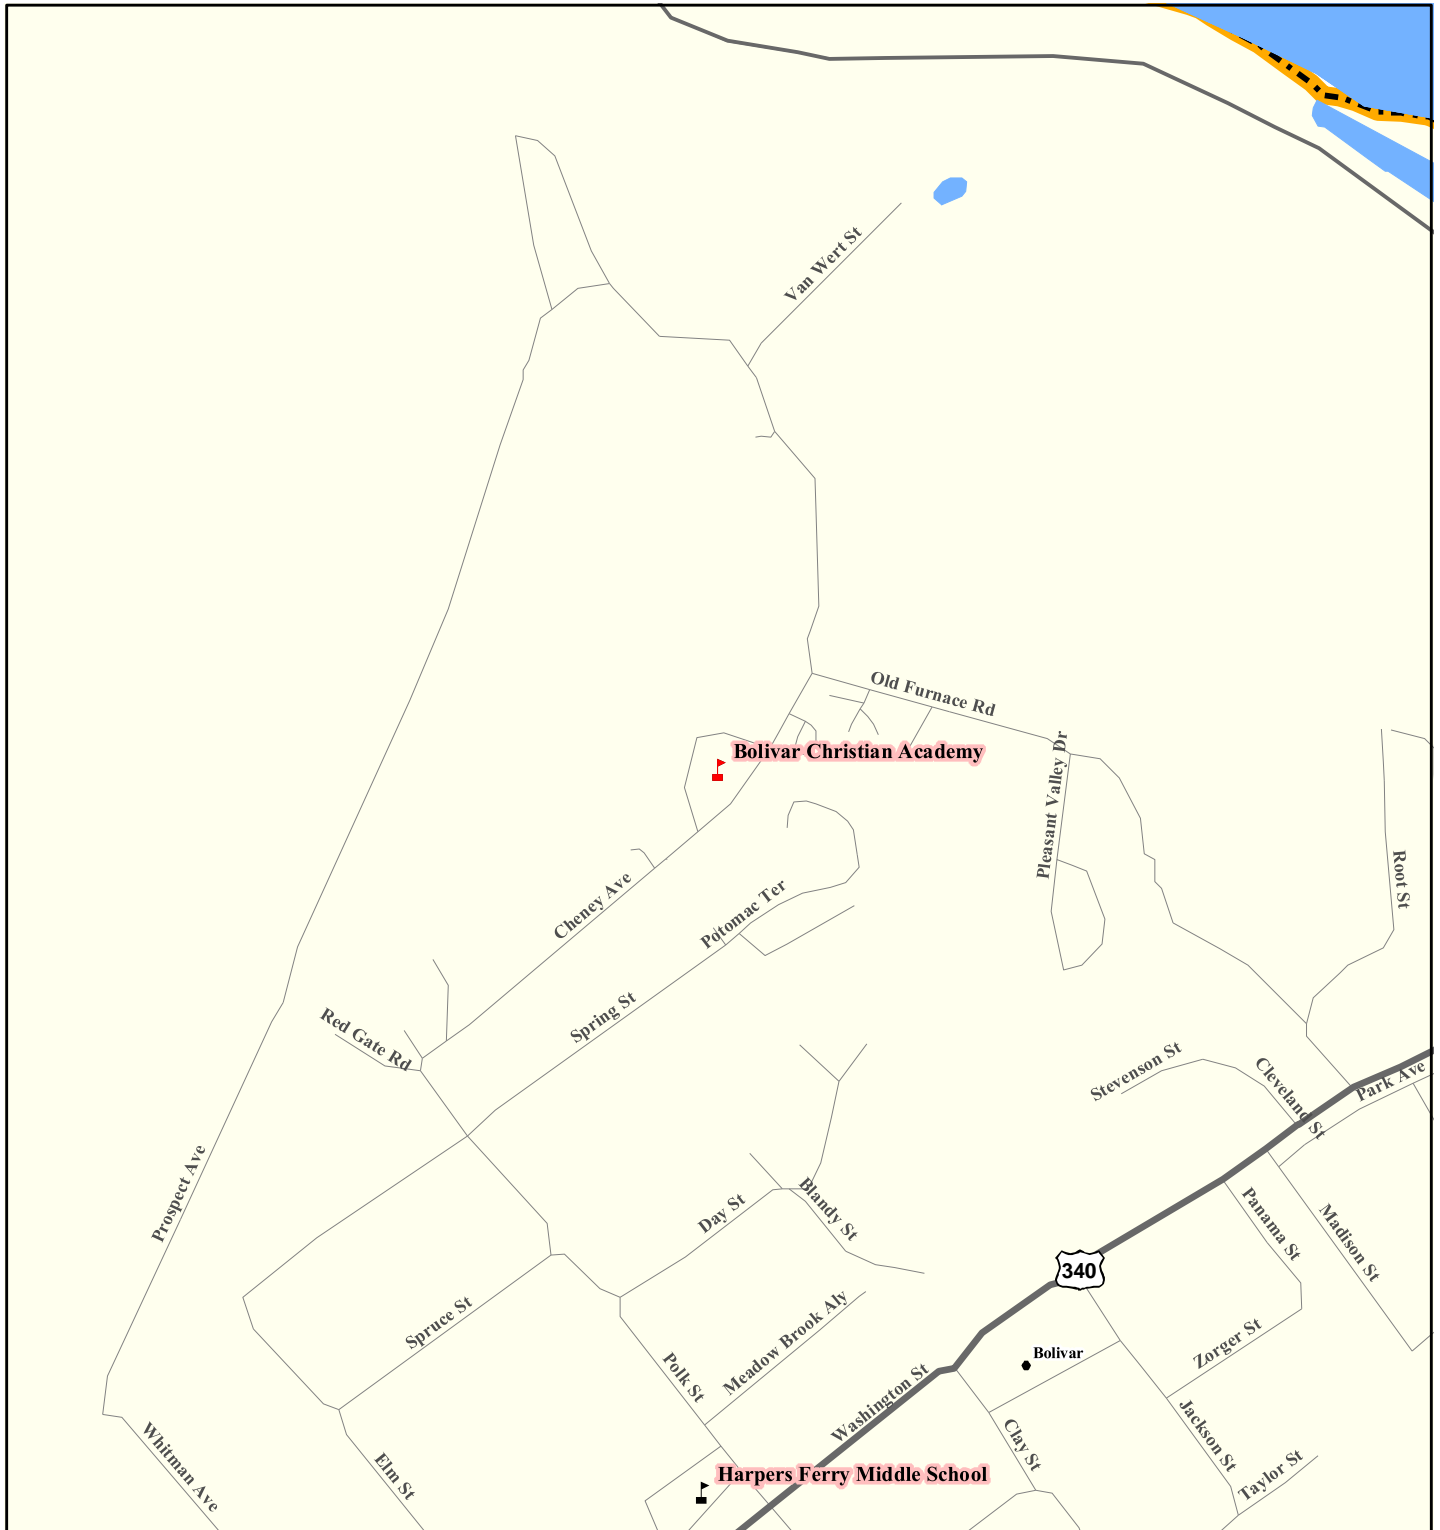 Van Wert St
Old Furnace Rd
Bolivar Christian Academy
Pleasant Valley Dr
Root St
Cheney Ave
Potomac Ter
Spring St
Red Gate Rd
Stevenson St
Cleveland St
Park Ave
Prospect Ave
Day St
Blandy St
Panama St
Madison St
340
Spruce St
Meadow Brook Aly
Zorger St
Bolivar
Polk St
Washington St
Jackson St
Clay St
Whitman Ave
Elm St
Taylor St
Harpers Ferry Middle School